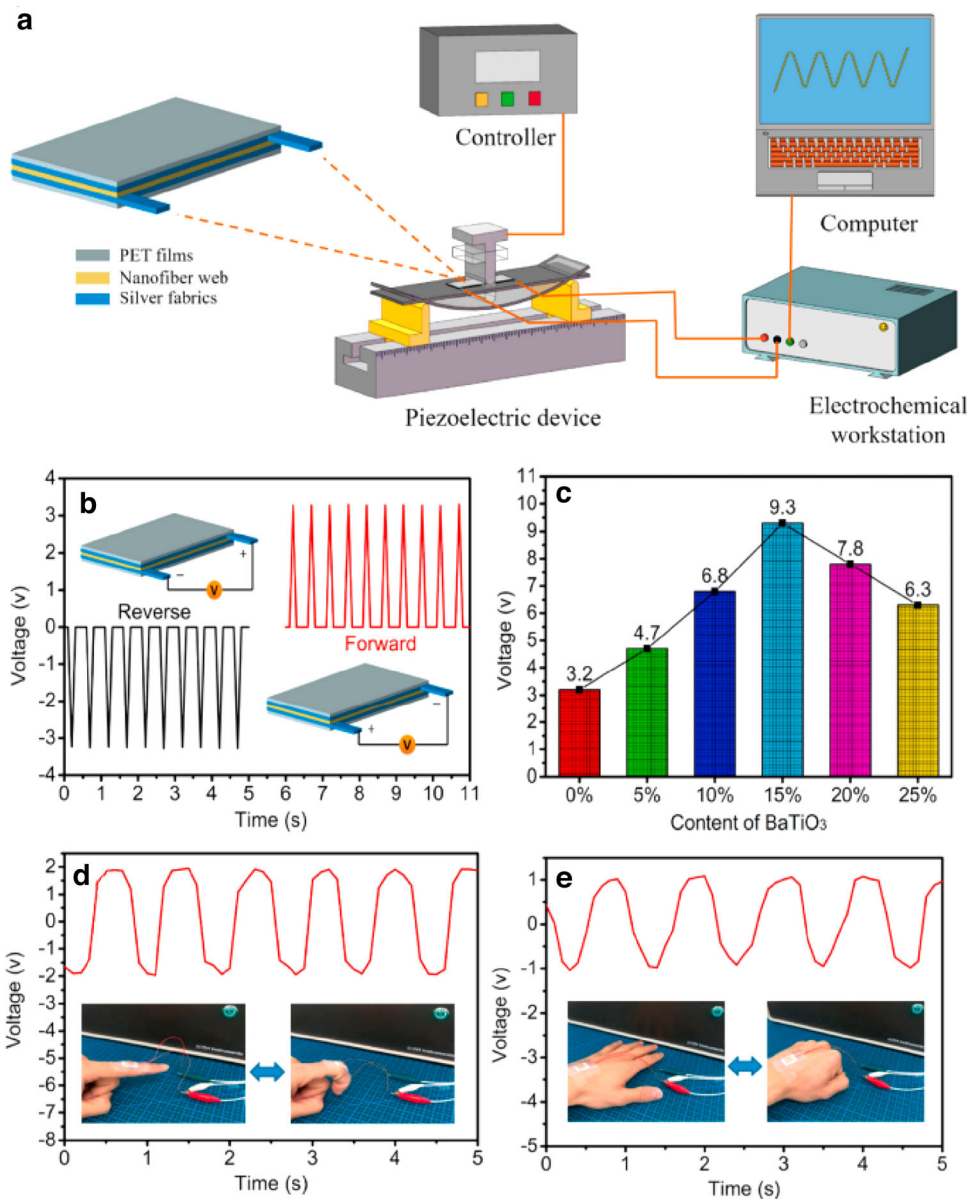 a
Controller
Computer
PET films
Nanofiber web
Silver fabrics
Piezoelectric device
Electrochemical
workstation
b
4
3
2
1
0
-1
-2
-3
-4
Voltage (v)
+
−
V
Reverse
Forward
−
+
V
0 1 2 3 4 5 6 7 8 9 10 11
Time (s)
c
11
10
9
8
7
6
5
4
3
2
1
0
Voltage (v)
3.2
4.7
6.8
9.3
7.8
6.3
0% 5% 10% 15% 20% 25%
Content of BaTiO₃
d
2
1
0
-1
-2
-3
-4
-5
-6
-7
-8
Voltage (v)
0 1 2 3 4 5
Time (s)
e
1
0
-1
-2
-3
-4
-5
Voltage (v)
0 1 2 3 4 5
Time (s)